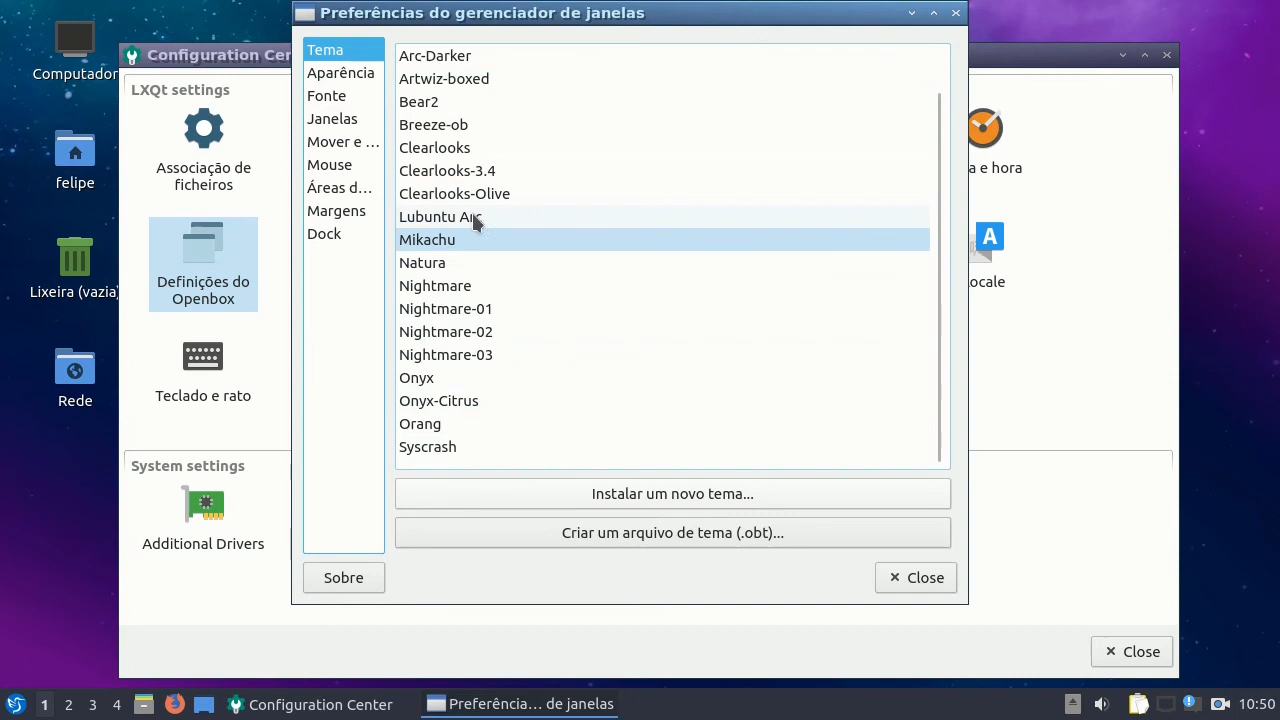 Preferências do gerenciador de janelas
Computador
felipe
Lixeira (vazia)
Rede
Configuration Cen
LXQt settings
Associação de
ficheiros
Definições do
Openbox
Teclado e rato
System settings
Additional Drivers
a e hora
ocale
Tema
Aparência
Fonte
Janelas
Mover e ...
Mouse
Áreas d...
Margens
Dock
Arc-Darker
Artwiz-boxed
Bear2
Breeze-ob
Clearlooks
Clearlooks-3.4
Clearlooks-Olive
Lubuntu Arc
Mikachu
Natura
Nightmare
Nightmare-01
Nightmare-02
Nightmare-03
Onyx
Onyx-Citrus
Orang
Syscrash
Instalar um novo tema...
Criar um arquivo de tema (.obt)...
Sobre
Close
Close
1 2 3 4
Configuration Center
Preferência... de janelas
10:50